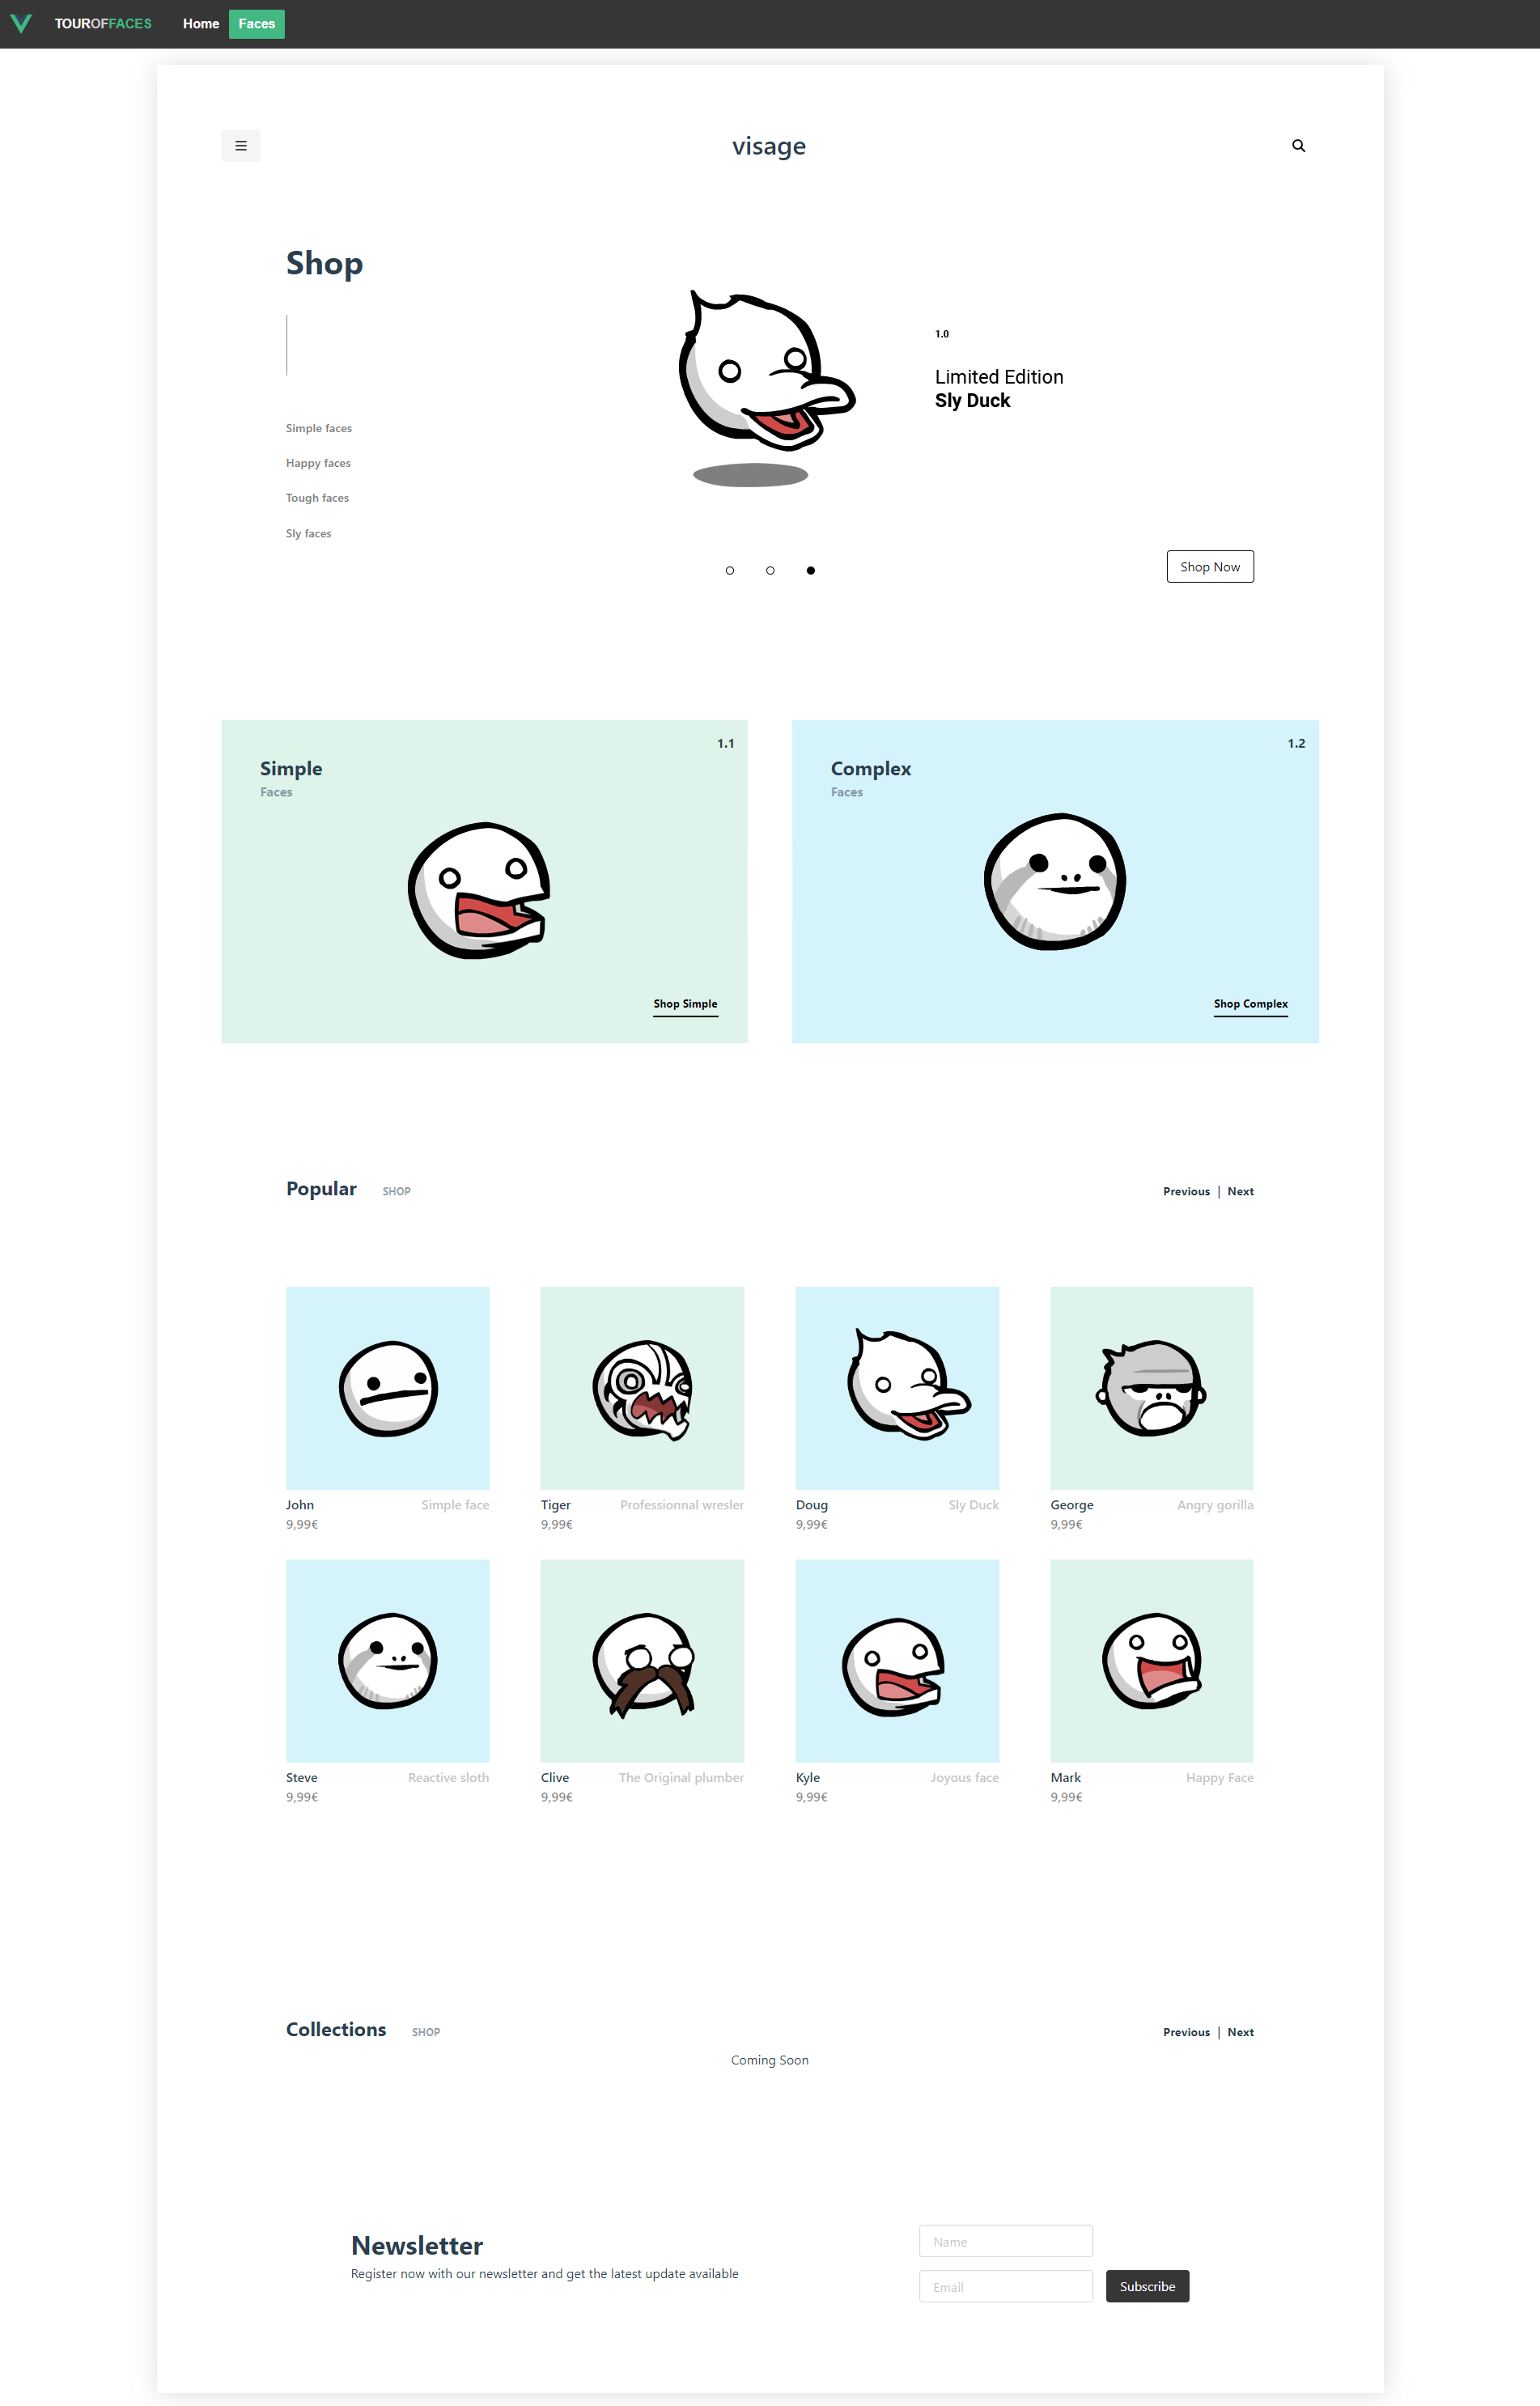 TOUROFFACES Home Faces
visage
Shop
1.0
Limited Edition
Sly Duck
Simple faces
Happy faces
Tough faces
Sly faces
Shop Now
1.1
Simple
Faces
Shop Simple
1.2
Complex
Faces
Shop Complex
Popular SHOP Previous | Next
John Simple face
9,99€
Tiger Professionnal wresler
9,99€
Doug Sly Duck
9,99€
George Angry gorilla
9,99€
Steve Reactive sloth
9,99€
Clive The Original plumber
9,99€
Kyle Joyous face
9,99€
Mark Happy Face
9,99€
Collections SHOP Previous | Next
Coming Soon
Newsletter
Register now with our newsletter and get the latest update available
Name
Email
Subscribe